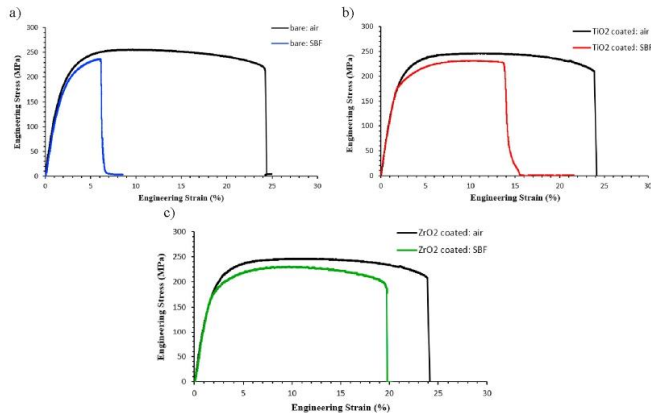 a)
bare: air
bare: SBF
300
250
200
150
100
50
0
Engineering Stress (MPa)
0 5 10 15 20 25 30
Engineering Strain (%)
b)
TiO2 coated: air
TiO2 coated: SBF
300
250
200
150
100
50
0
Engineering Stress (MPa)
0 5 10 15 20 25 30
Engineering Strain (%)
c)
ZrO2 coated: air
ZrO2 coated: SBF
300
250
200
150
100
50
0
Engineering Stress (MPa)
0 5 10 15 20 25 30
Engineering Strain (%)